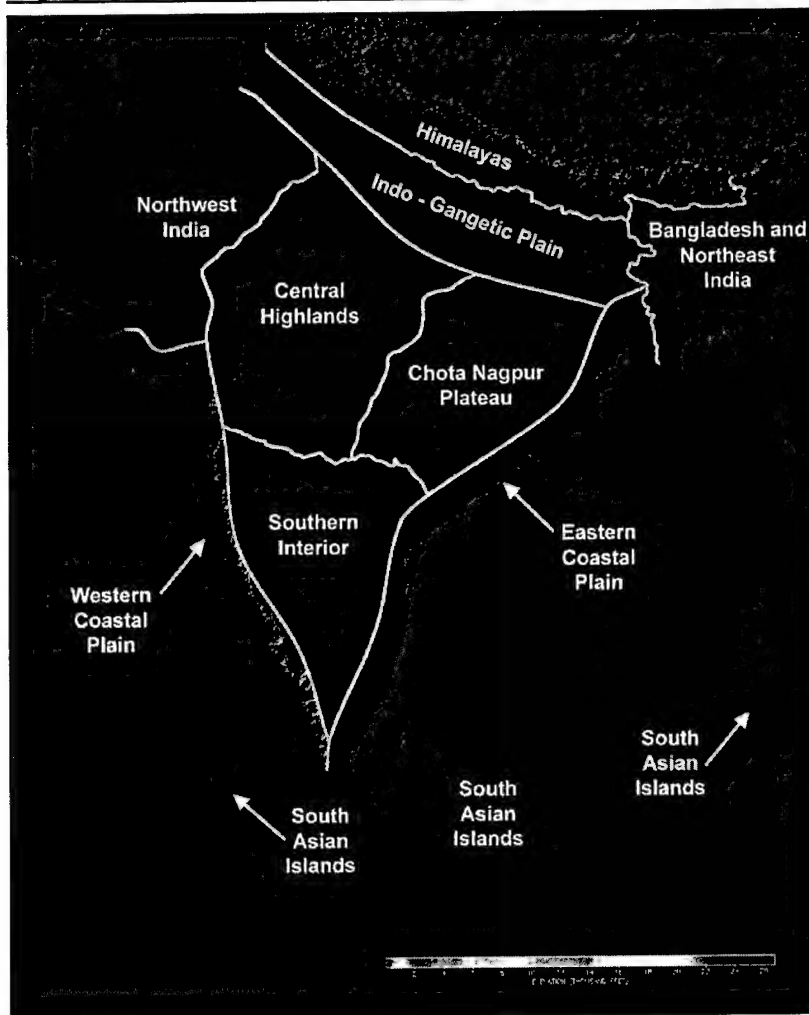 Himalayas
Indo - Gangetic Plain
Northwest
India
Bangladesh and
Northeast
India
Central
Highlands
Chota Nagpur
Plateau
Southern
Interior
Eastern
Coastal
Plain
Western
Coastal
Plain
South
Asian
Islands
South
Asian
Islands
South
Asian
Islands